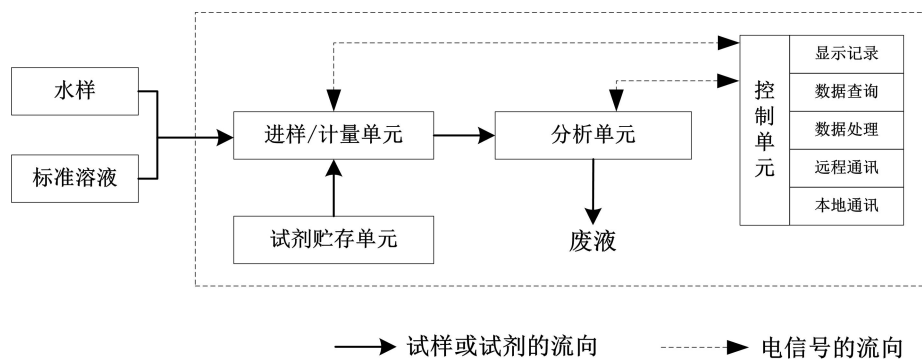 水样
标准溶液
进样/计量单元
试剂贮存单元
分析单元
废液
控制单元
显示记录
数据查询
数据处理
远程通讯
本地通讯
试样或试剂的流向
电信号的流向